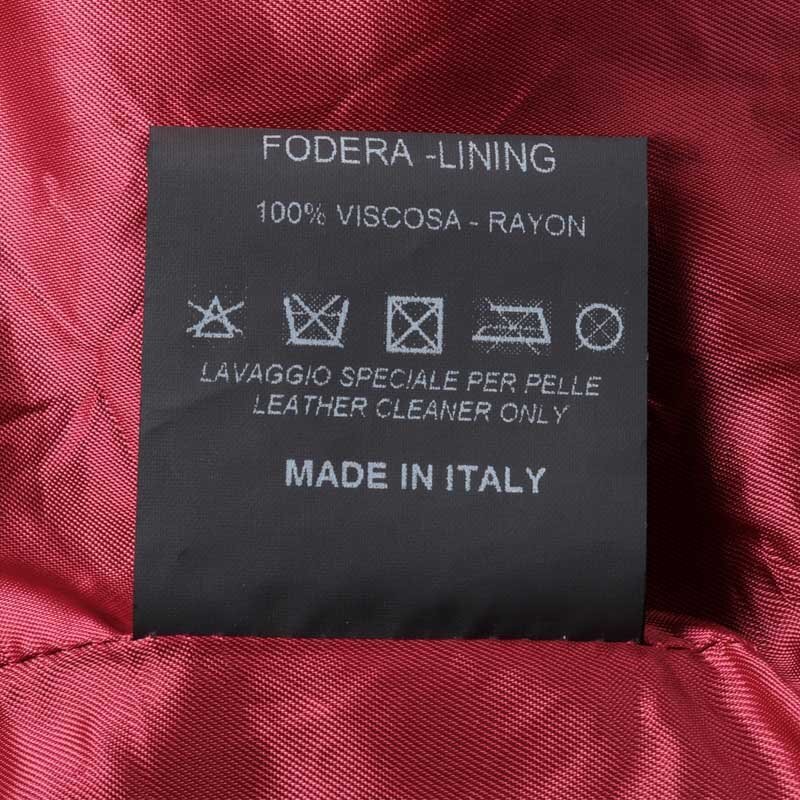 FODERA -LINING
100% VISCOSA - RAYON
LAVAGGIO SPECIALE PER PELLE
LEATHER CLEANER ONLY
MADE IN ITALY